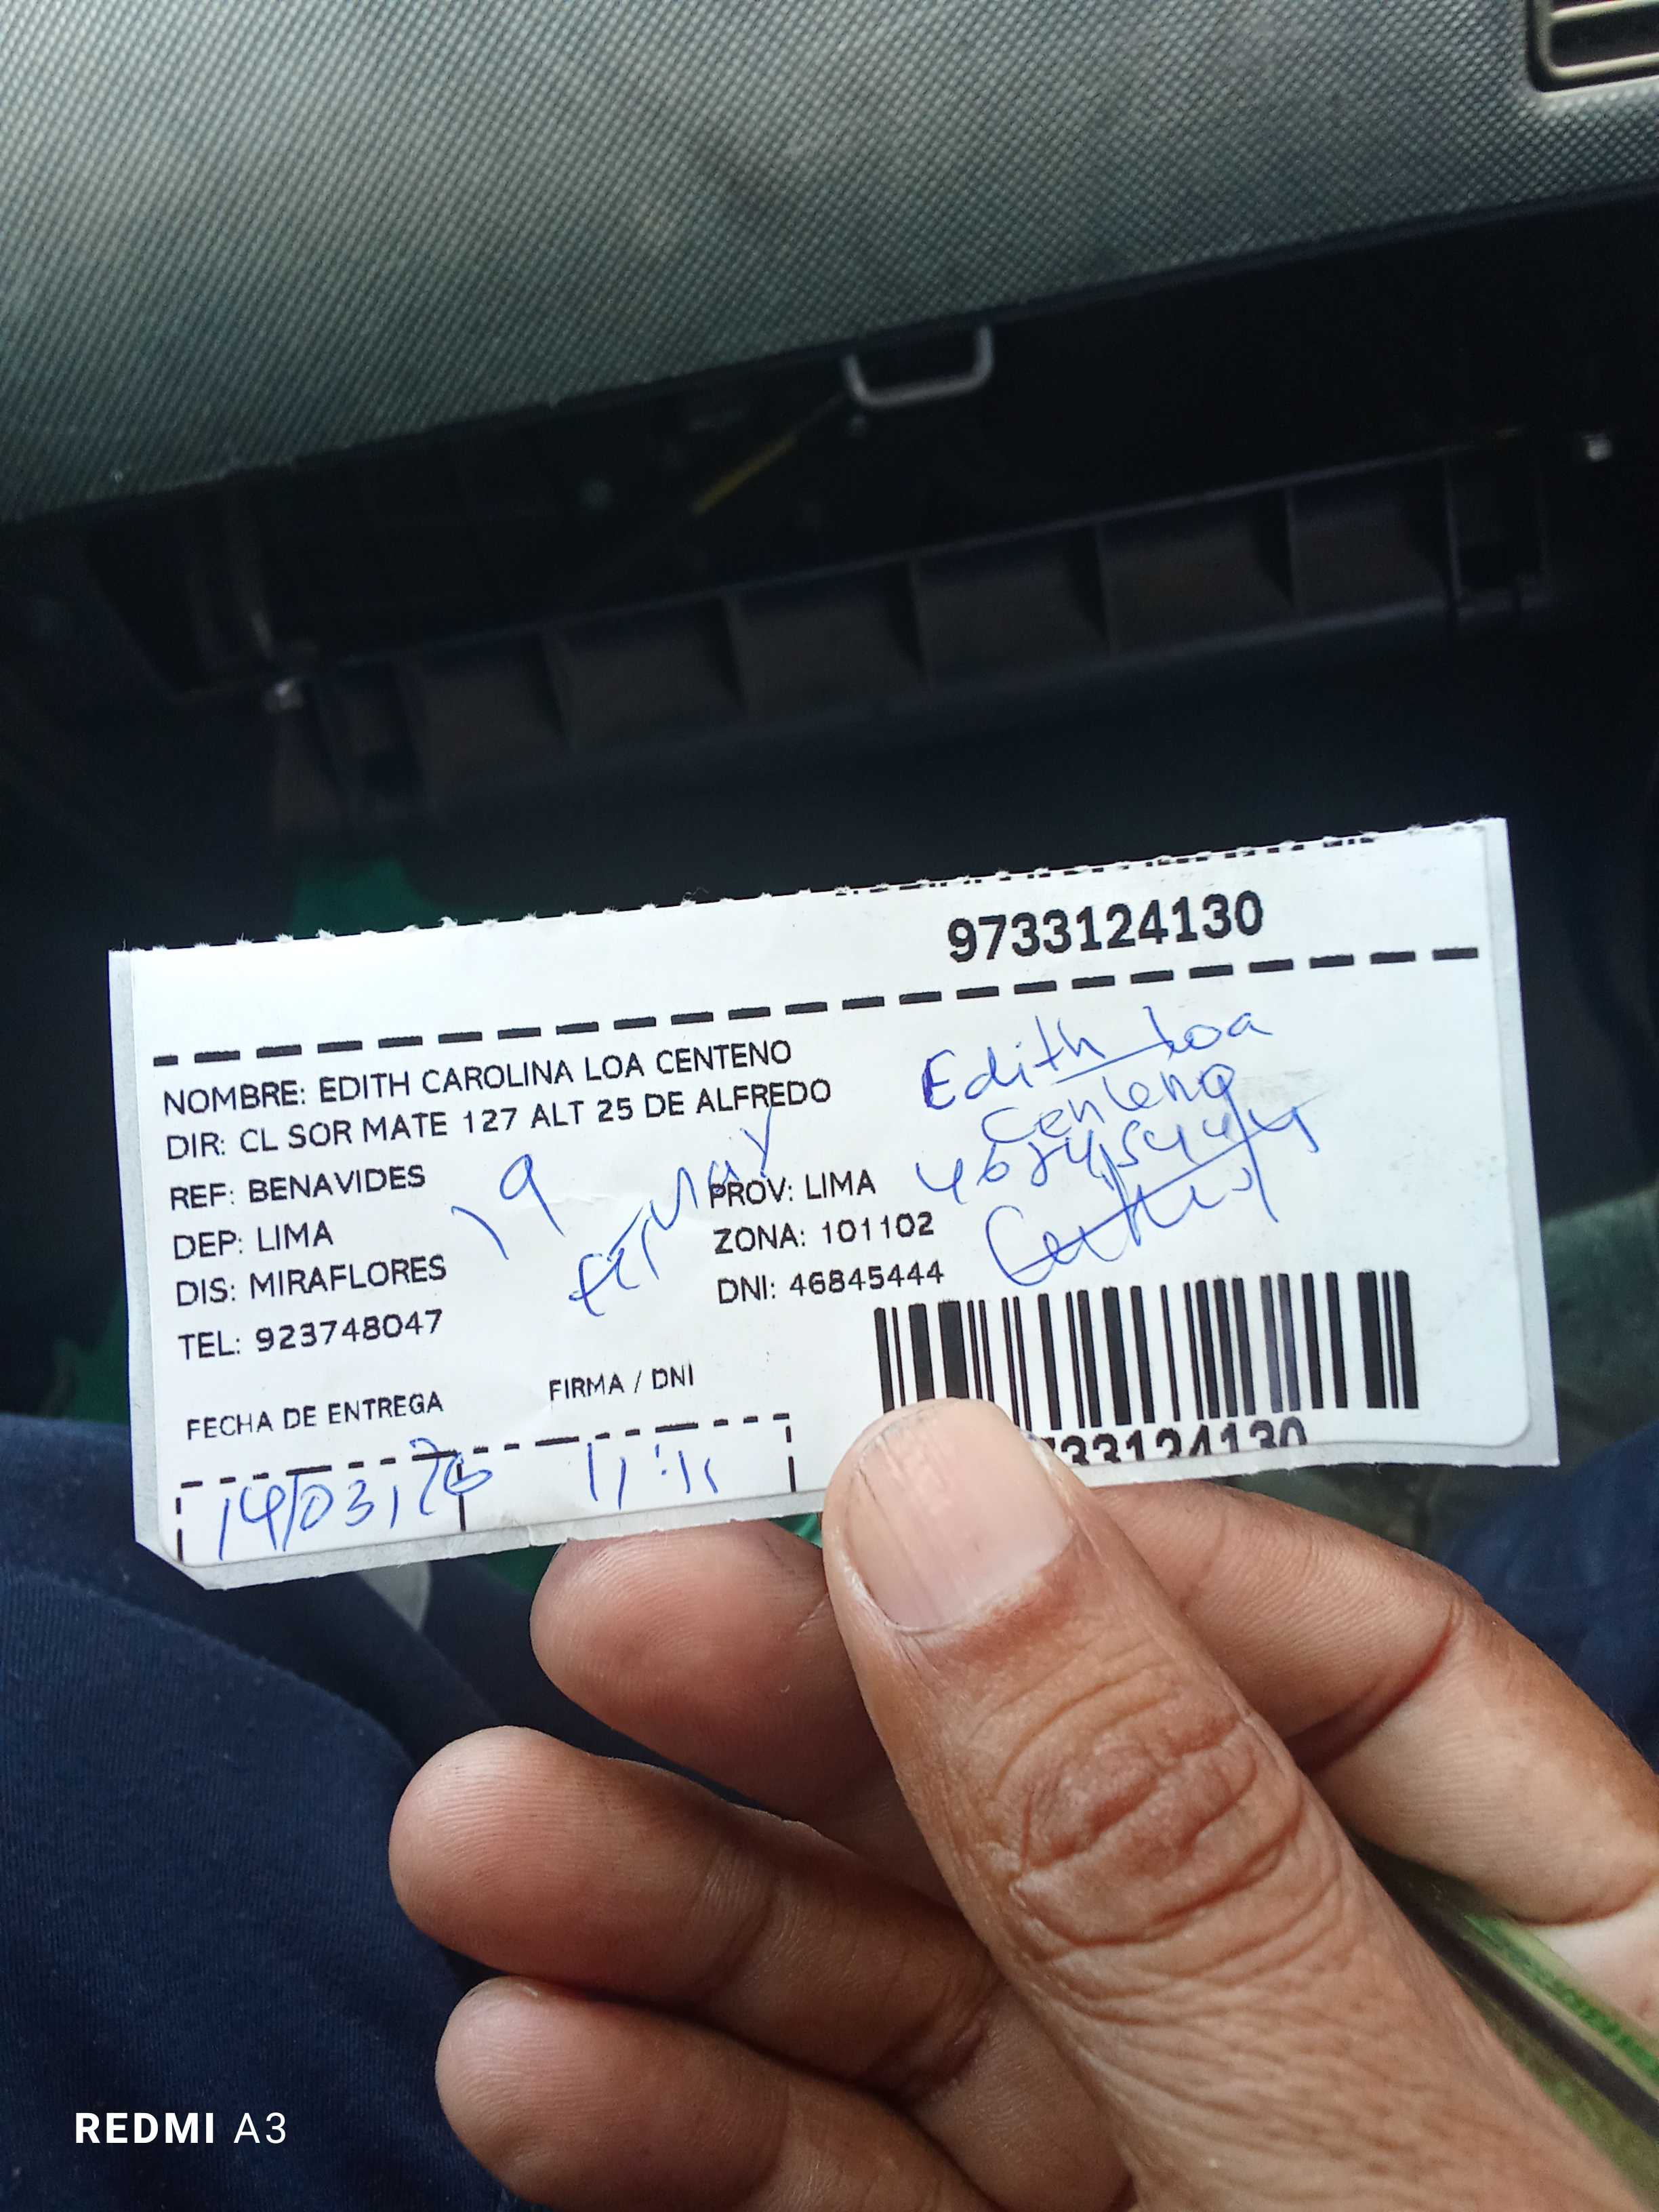 9733124130
NOMBRE: EDITH CAROLINA LOA CENTENO
DIR: CL SOR MATE 127 ALT 25 DE ALFREDO
REF: BENAVIDES
DEP: LIMA
PROV: LIMA
ZONA: 101102
DIS: MIRAFLORES
DNI: 46845444
TEL: 923748047
Edith Loa
Centeno
46845444
19
FECHA DE ENTREGA
FIRMA / DNI
14/03/26
33124130
REDMI A3